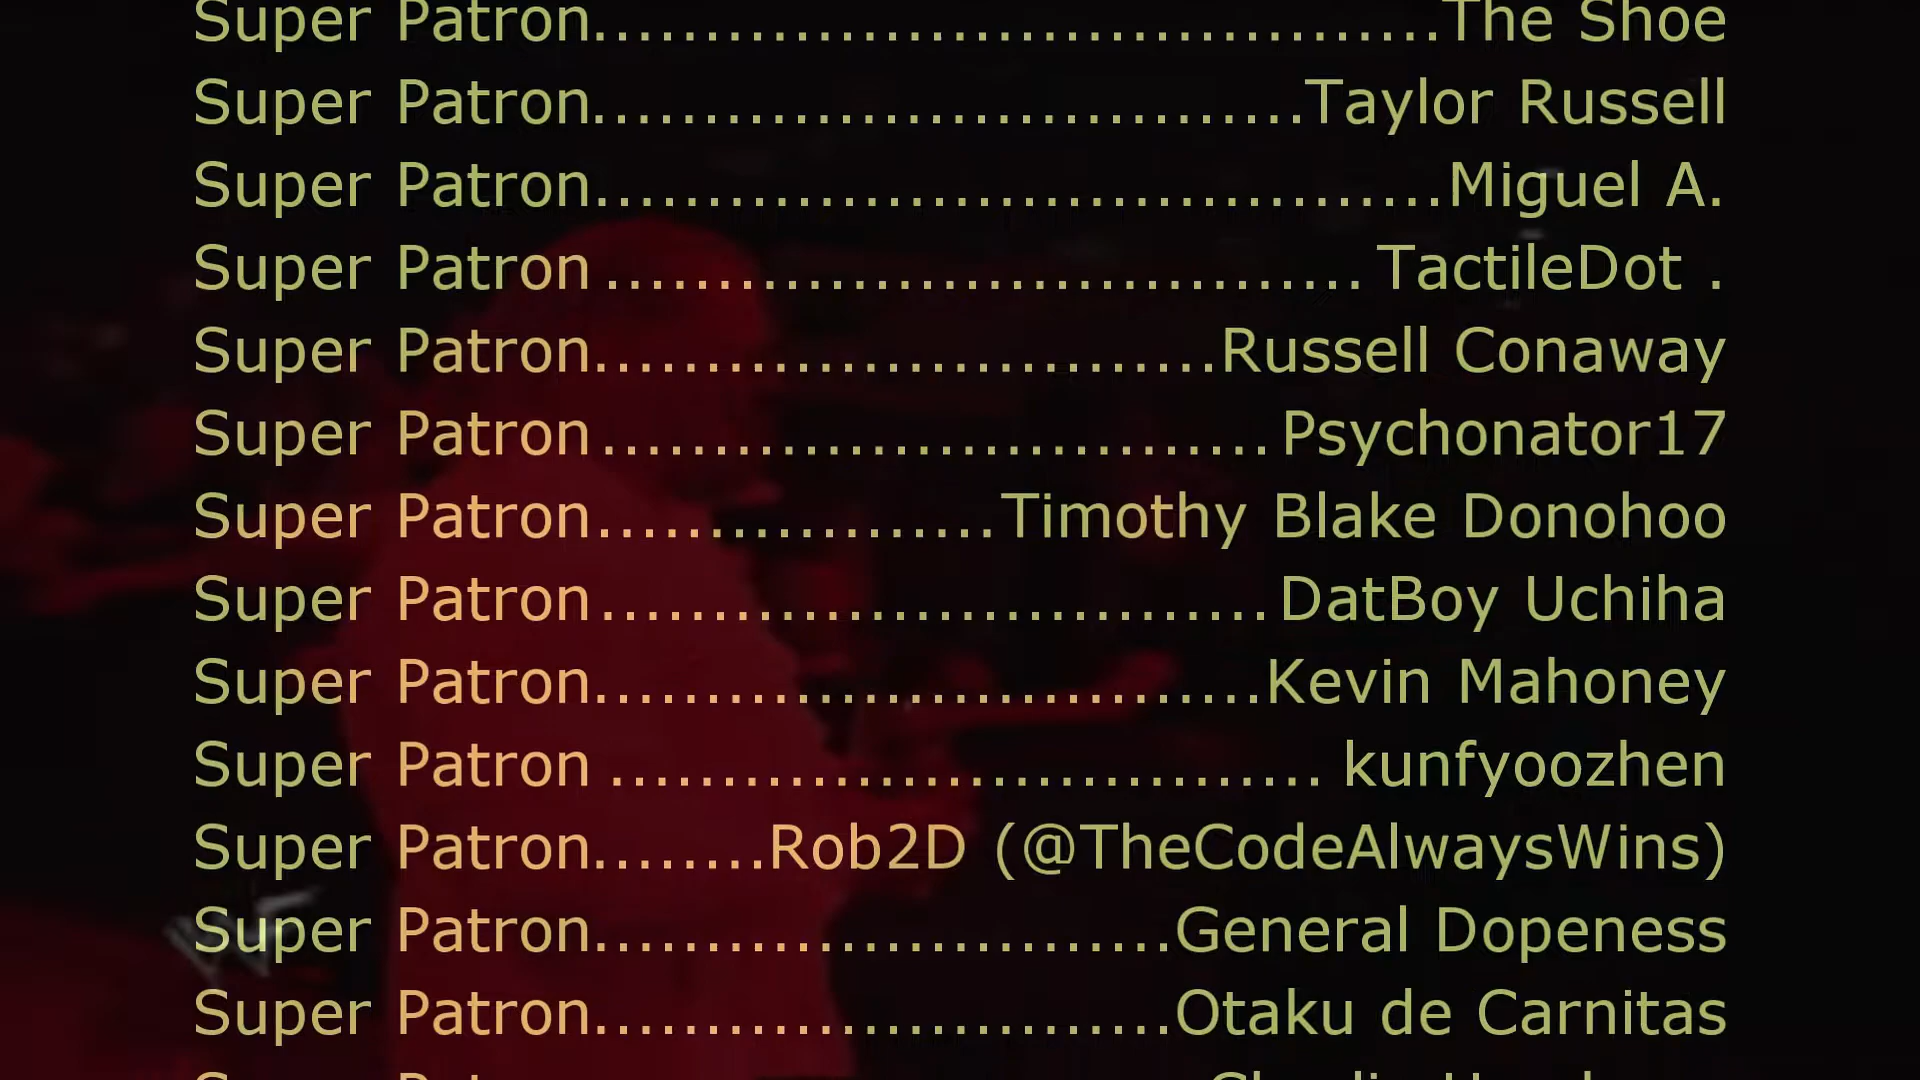 Super Patron......................................The Shoe
Super Patron................................Taylor Russell
Super Patron......................................Miguel A.
Super Patron .................................. TactileDot .
Super Patron............................Russell Conaway
Super Patron .............................. Psychonator17
Super Patron..................Timothy Blake Donohoo
Super Patron ..............................DatBoy Uchiha
Super Patron..............................Kevin Mahoney
Super Patron ................................ kunfyoozhen
Super Patron........Rob2D (@TheCodeAlwaysWins)
Super Patron..........................General Dopeness
Super Patron..........................Otaku de Carnitas